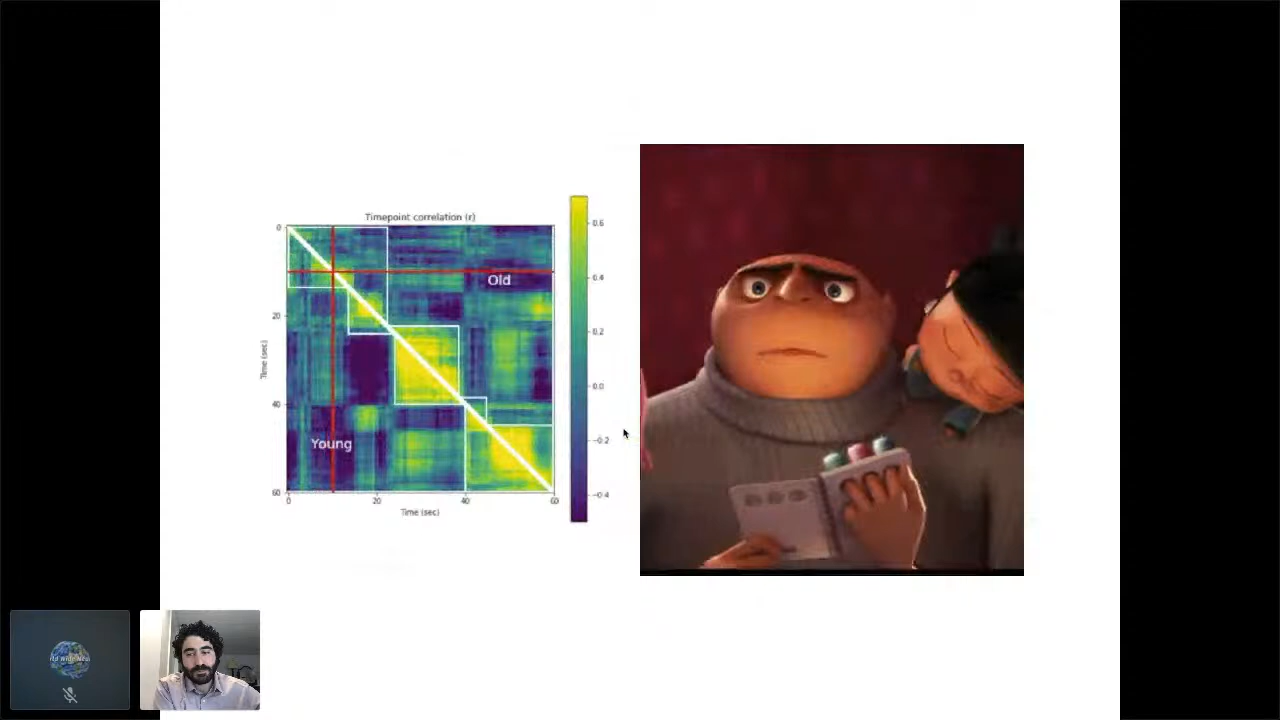 Timepoint correlation (r)
0
20
40
60
Time (sec)
Old
Young
0
20
40
60
Time (sec)
0.6
0.4
0.2
0.0
−0.2
−0.4